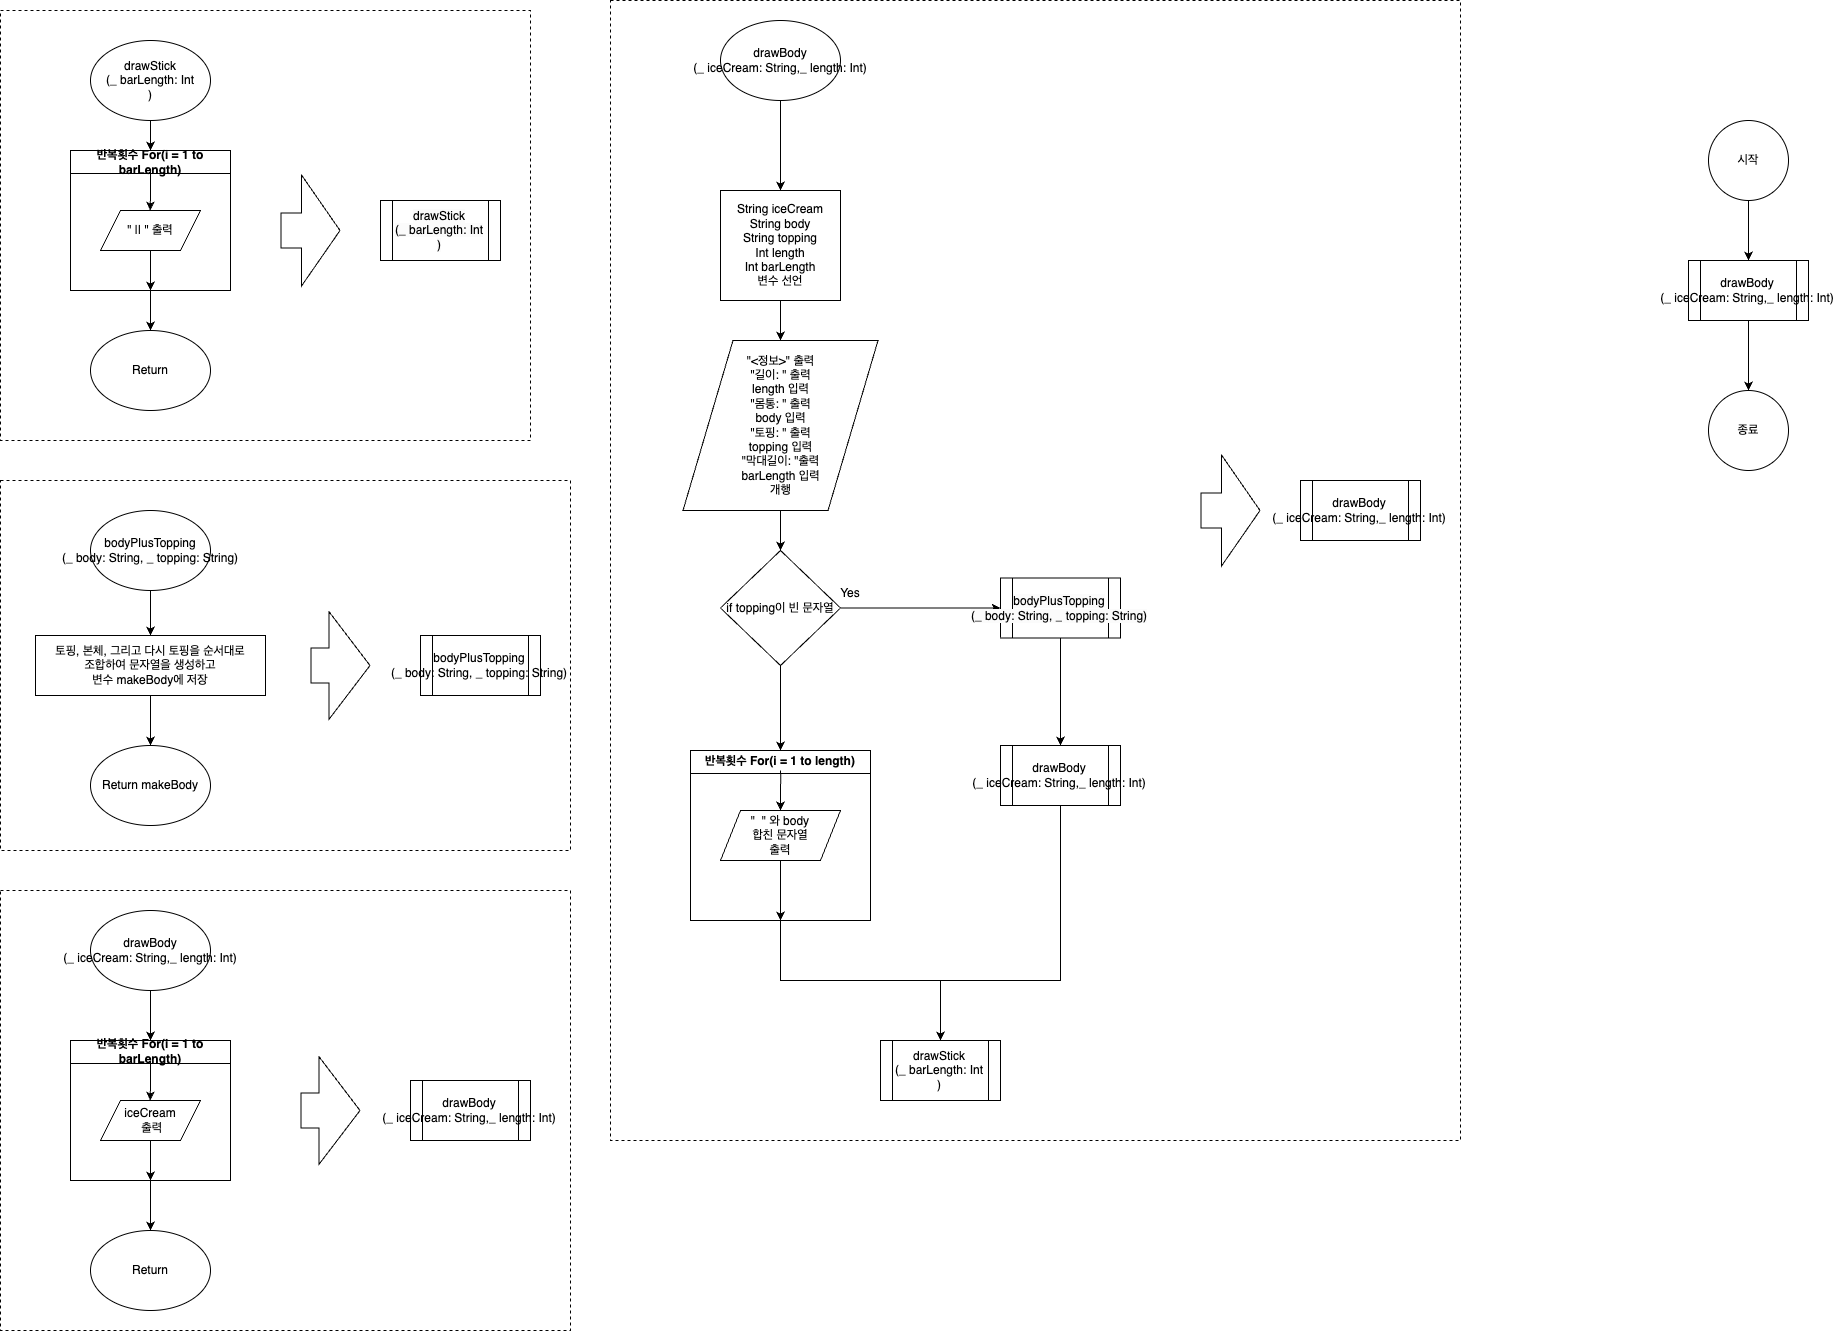 drawStick
(_ barLength: Int
)
반복횟수 For(i = 1 to
barLength)
" II " 출력
Return
drawStick
(_ barLength: Int
)
bodyPlusTopping
(_ body: String, _ topping: String)
토핑, 본체, 그리고 다시 토핑을 순서대로
조합하여 문자열을 생성하고
변수 makeBody에 저장
Return makeBody
bodyPlusTopping
(_ body: String, _ topping: String)
drawBody
(_ iceCream: String,_ length: Int)
반복횟수 For(i = 1 to
barLength)
iceCream
출력
Return
drawBody
(_ iceCream: String,_ length: Int)
drawBody
(_ iceCream: String,_ length: Int)
String iceCream
String body
String topping
Int length
Int barLength
변수 선언
"<정보>" 출력
"길이: " 출력
length 입력
"몸통: " 출력
body 입력
"토핑: " 출력
topping 입력
"막대길이: "출력
barLength 입력
개행
if topping이 빈 문자열
Yes
bodyPlusTopping
(_ body: String, _ topping: String)
drawBody
(_ iceCream: String,_ length: Int)
반복횟수 For(i = 1 to length)
"  " 와 body
합친 문자열
출력
drawStick
(_ barLength: Int
)
drawBody
(_ iceCream: String,_ length: Int)
시작
drawBody
(_ iceCream: String,_ length: Int)
종료